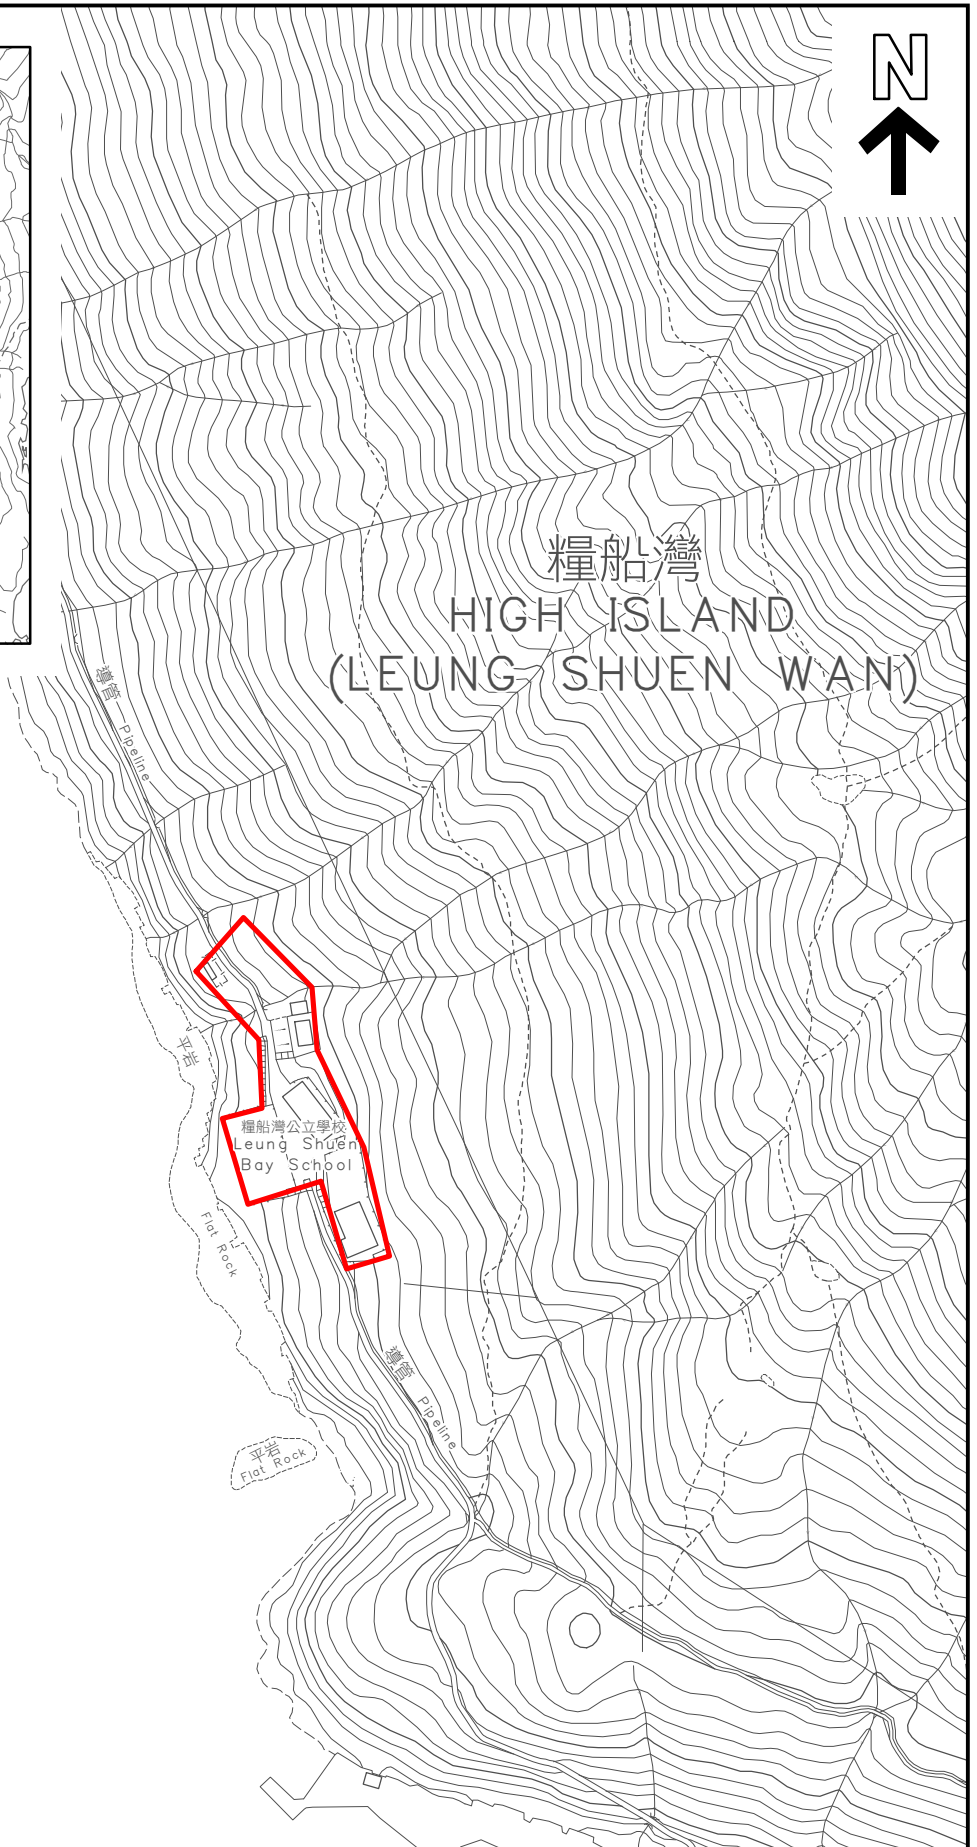 N
糧船灣
HIGH ISLAND
(LEUNG SHUEN WAN)
導管 Pipeline
平岩
Flat Rock
糧船灣公立學校
Leung Shuen
Bay School
導管 Pipeline
平岩
Flat Rock